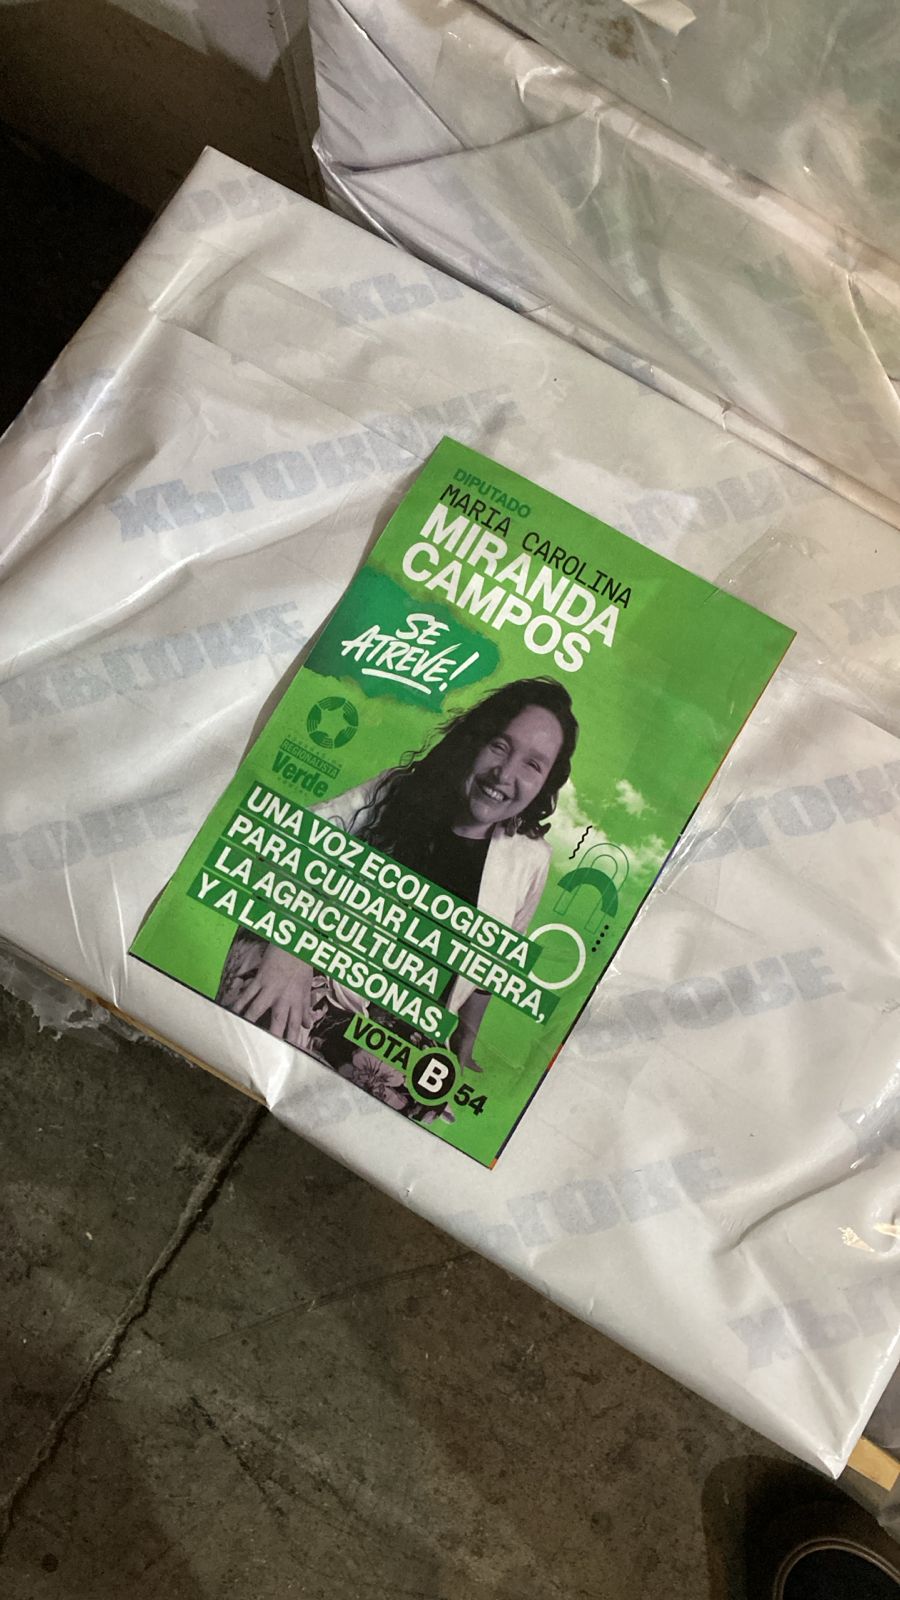 DIPUTADO
MARIA CAROLINA
MIRANDA
CAMPOS
SE
ATREVE!
REGIONALISTA
Verde
UNA VOZ ECOLOGISTA
PARA CUIDAR LA TIERRA,
LA AGRICULTURA
Y A LAS PERSONAS.
VOTA B 54